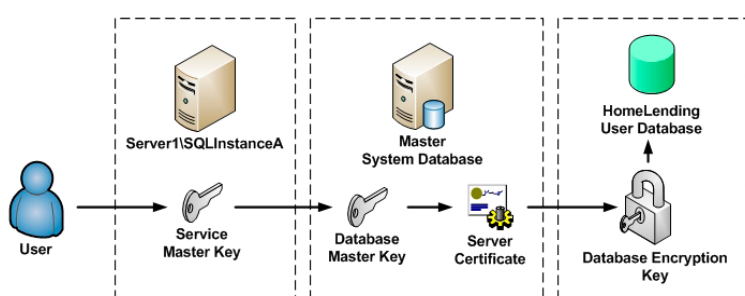 Server1\SQLInstanceA
Master
System Database
HomeLending
User Database
User
Service
Master Key
Database
Master Key
Server
Certificate
Database Encryption
Key